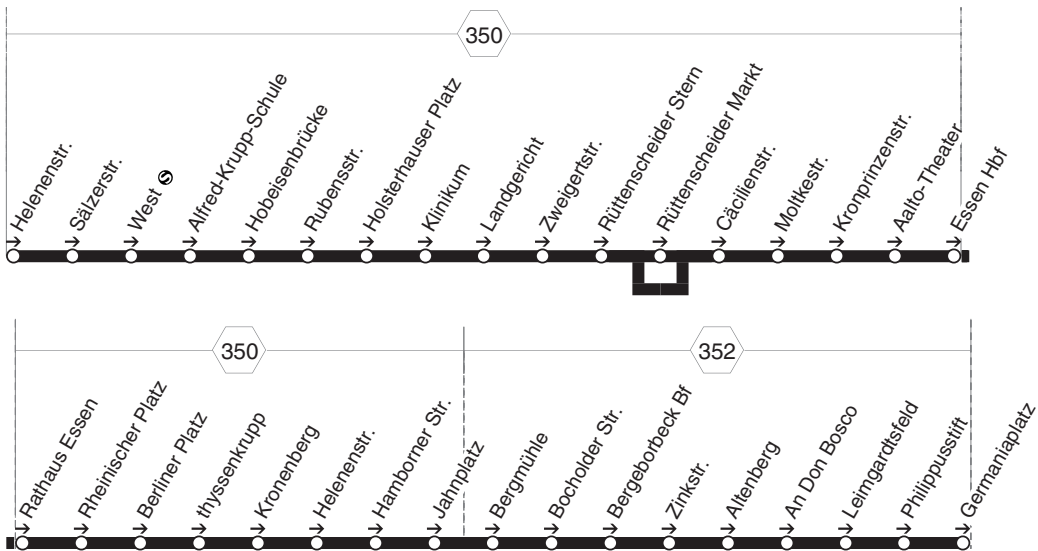 350
Helenenstr.
Sälzerstr.
West S
Alfred-Krupp-Schule
Hobeisenbrücke
Rubensstr.
Holsterhauser Platz
Klinikum
Landgericht
Zweigertstr.
Rüttenscheider Stern
Rüttenscheider Markt
Cäcilienstr.
Moltkestr.
Kronprinzenstr.
Aalto-Theater
Essen Hbf
350
352
Rathaus Essen
Rheinischer Platz
Berliner Platz
thyssenkrupp
Kronenberg
Helenenstr.
Hamborner Str.
Jahnplatz
Bergmühle
Bocholder Str.
Bergeborbeck Bf
Zinkstr.
Altenberg
An Don Bosco
Leimgardtsfeld
Philippusstift
Germaniaplatz